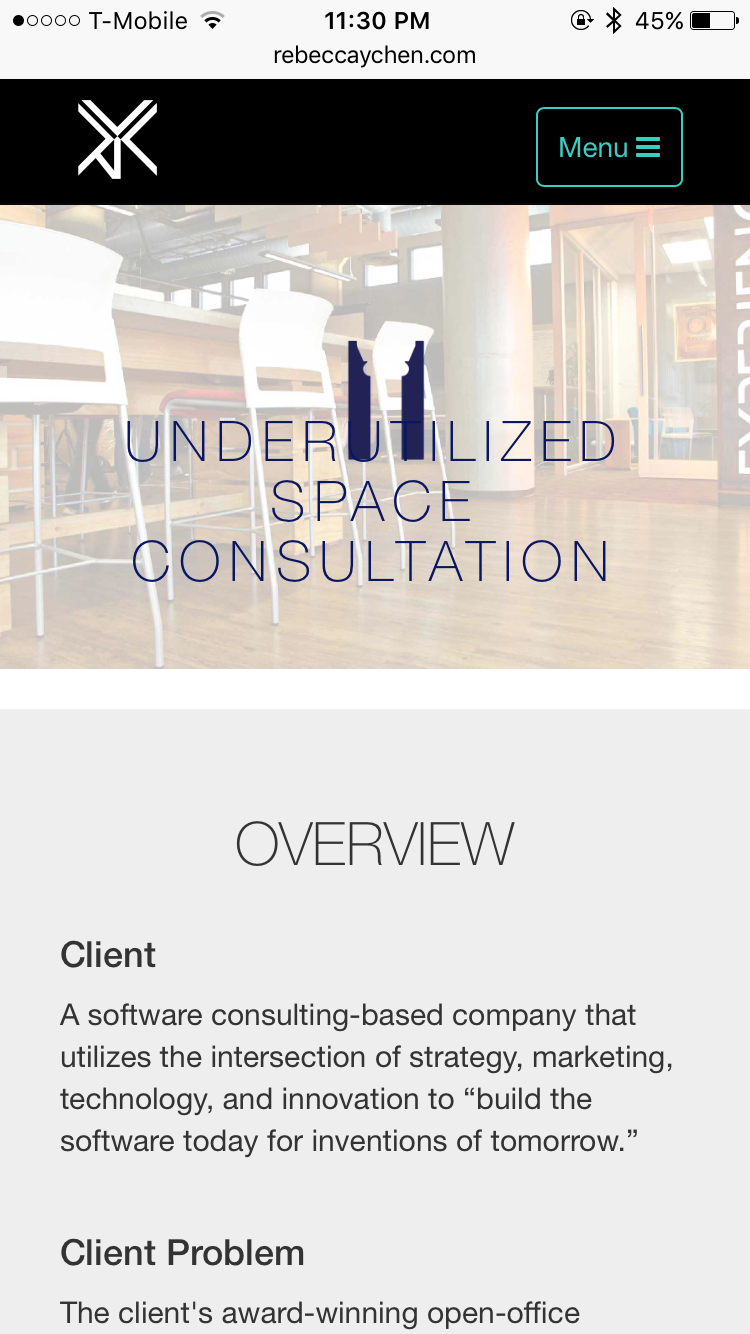 T-Mobile 11:30 PM 45%
rebeccaychen.com
Menu
EXPERIENC
UNDERUTILIZED
SPACE
CONSULTATION
OVERVIEW
Client
A software consulting-based company that
utilizes the intersection of strategy, marketing,
technology, and innovation to “build the
software today for inventions of tomorrow.”
Client Problem
The client's award-winning open-office